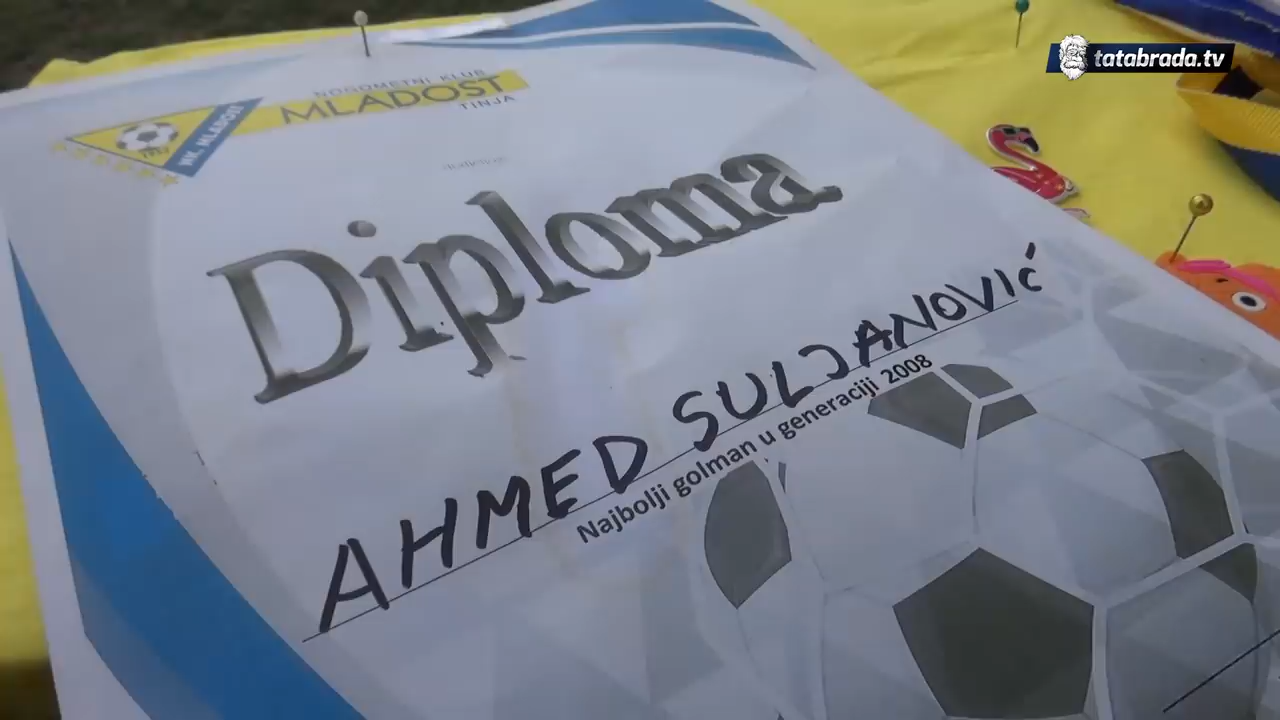 tatabrada.tv
NOGOMETNI KLUB
MLADOST
TINJA
NK. MLADOST
Diploma
AHMED SULJANOVIĆ
Najbolji golman u generaciji 2008